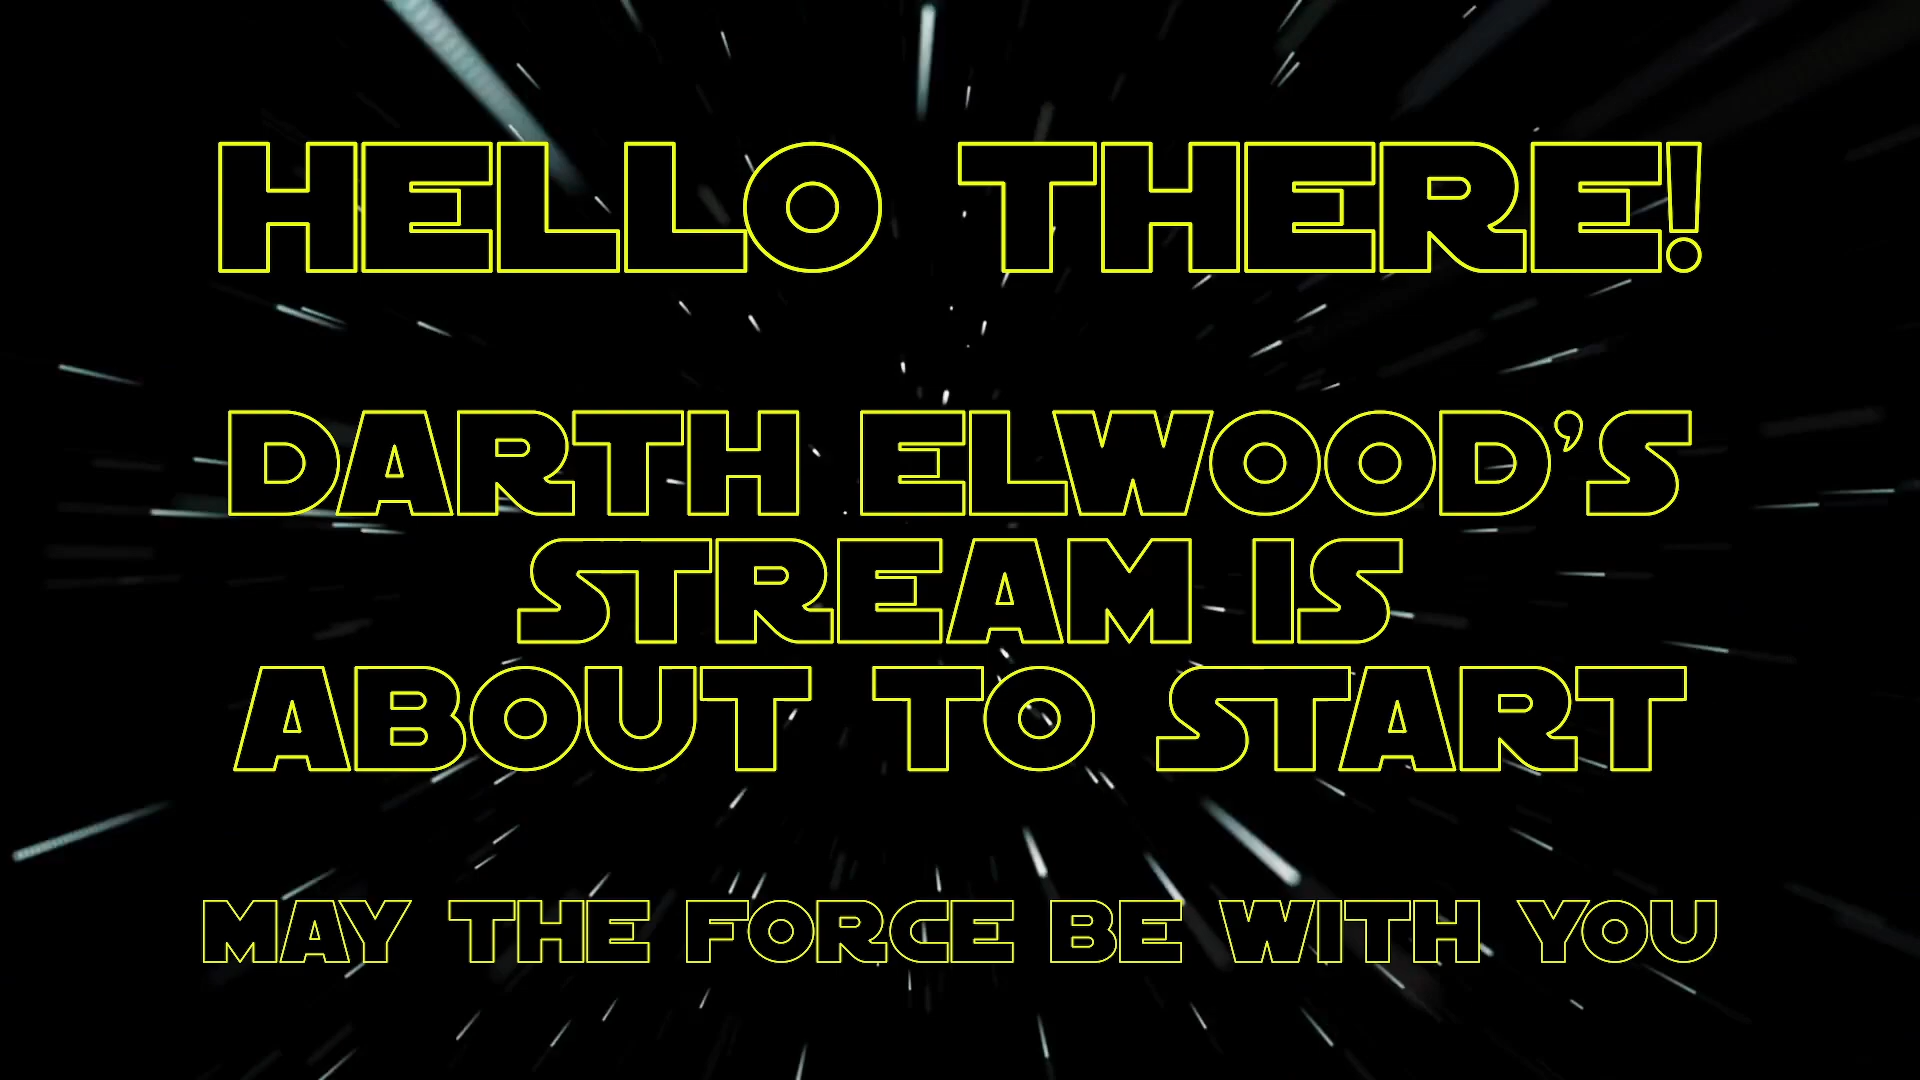 HELLO THERE!
DARTH ELWOOD'S
STREAM IS
ABOUT TO START
MAY THE FORCE BE WITH YOU